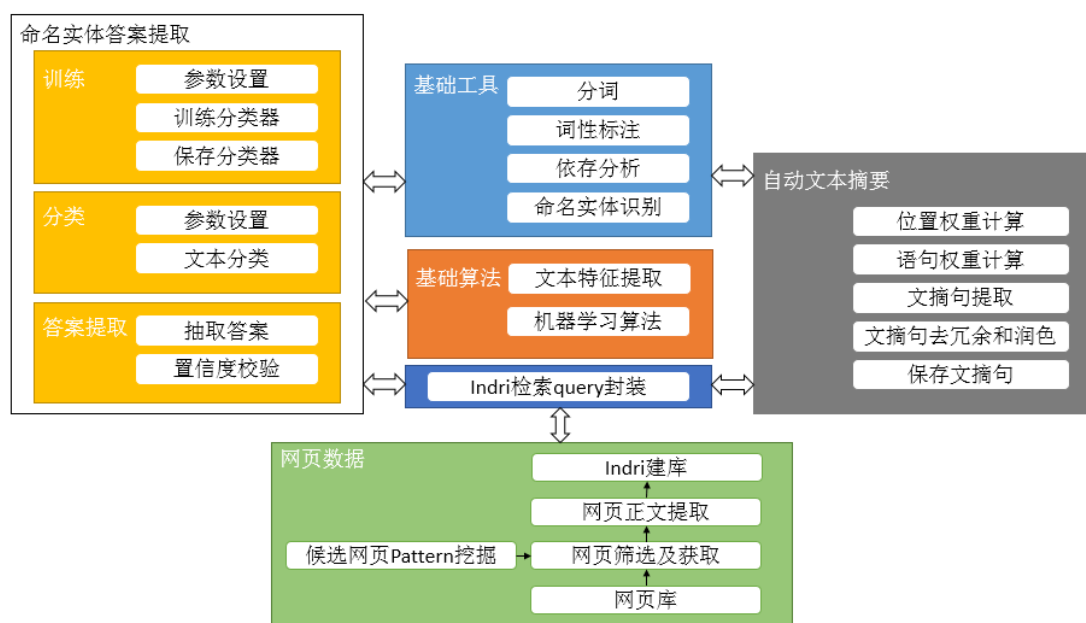 命名实体答案提取
训练
参数设置
训练分类器
保存分类器
分类
参数设置
文本分类
答案提取
抽取答案
置信度校验
基础工具
分词
词性标注
依存分析
命名实体识别
基础算法
文本特征提取
机器学习算法
Indri检索query封装
自动文本摘要
位置权重计算
语句权重计算
文摘句提取
文摘句去冗余和润色
保存文摘句
网页数据
Indri建库
网页正文提取
候选网页Pattern挖掘
网页筛选及获取
网页库